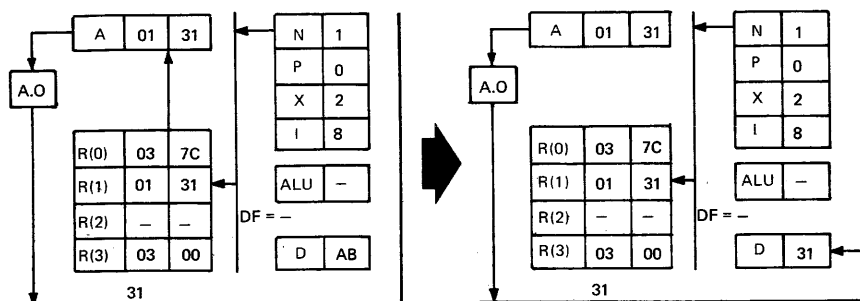 A 01 31
N 1
P 0
X 2
I 8
A.O
R(0) 03 7C
R(1) 01 31
R(2) – –
R(3) 03 00
ALU –
DF = –
D AB
31
A 01 31
N 1
P 0
X 2
I 8
A.O
R(0) 03 7C
R(1) 01 31
R(2) – –
R(3) 03 00
ALU –
DF = –
D 31
31